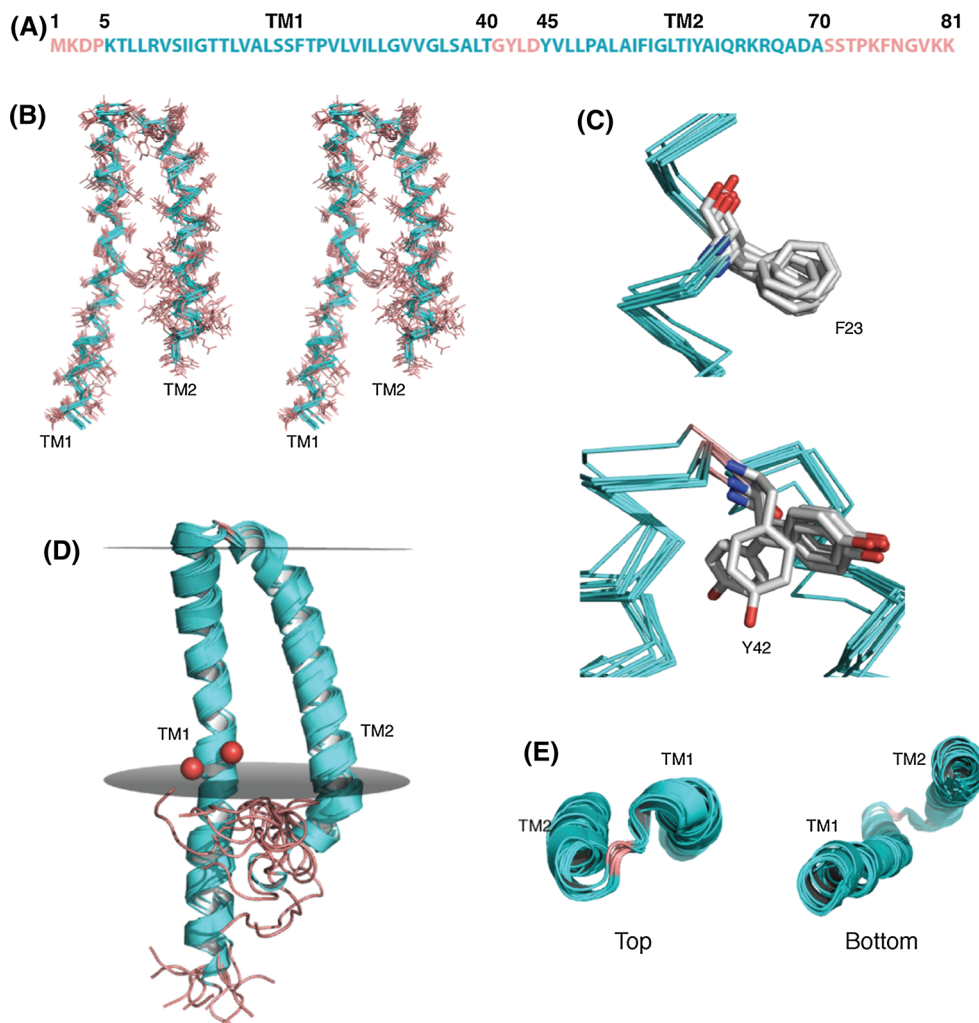 1 5 TM1 40 45 TM2 70 81
(A) MKDPKTLLRVSIIGTTLVALSSFTPVLVILLGVVGLSALTGYLDYVLLPALAIFIGLTIYAIQRKRQADASSTPKFNGVKK
(B)
TM2
TM1
TM2
TM1
(C)
F23
Y42
(D)
TM1
TM2
(E)
TM1
TM2
Top
TM2
TM1
Bottom